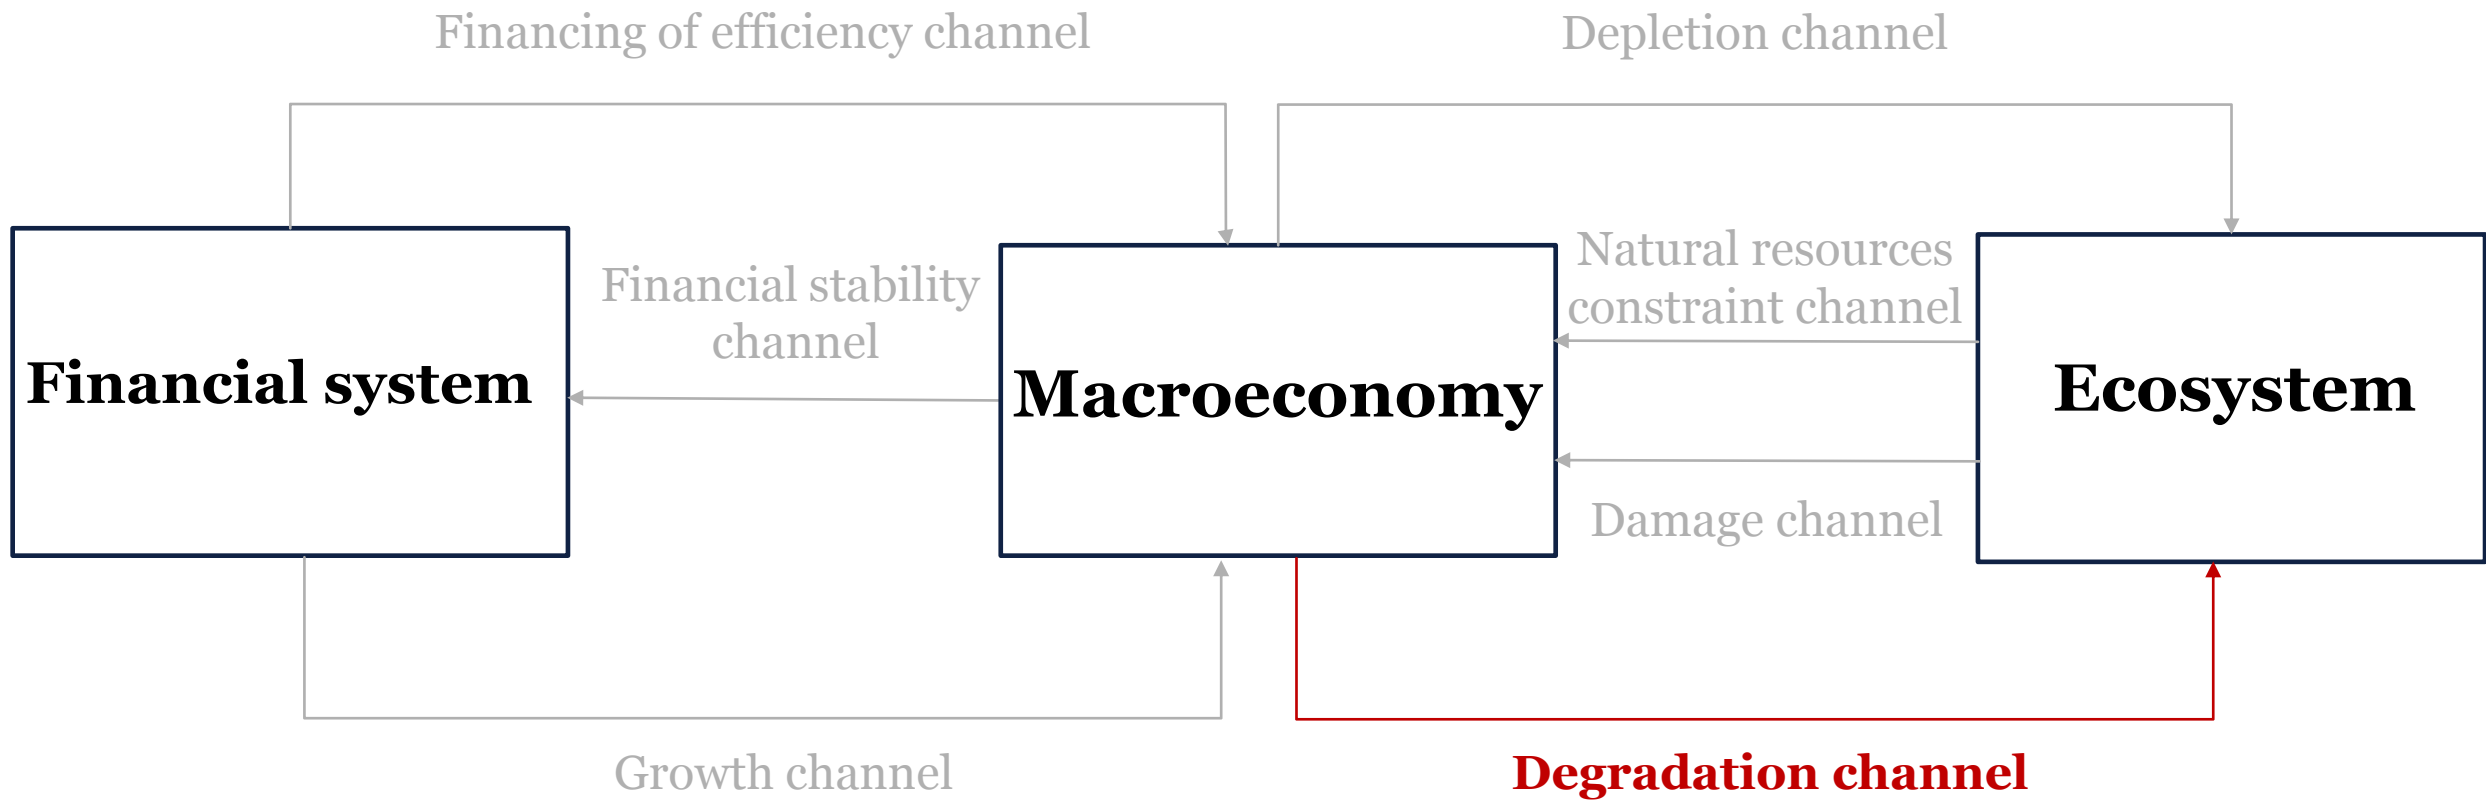 Financing of efficiency channel
Depletion channel
Financial stability
channel
Natural resources
constraint channel
Financial system
Macroeconomy
Ecosystem
Damage channel
Growth channel
Degradation channel